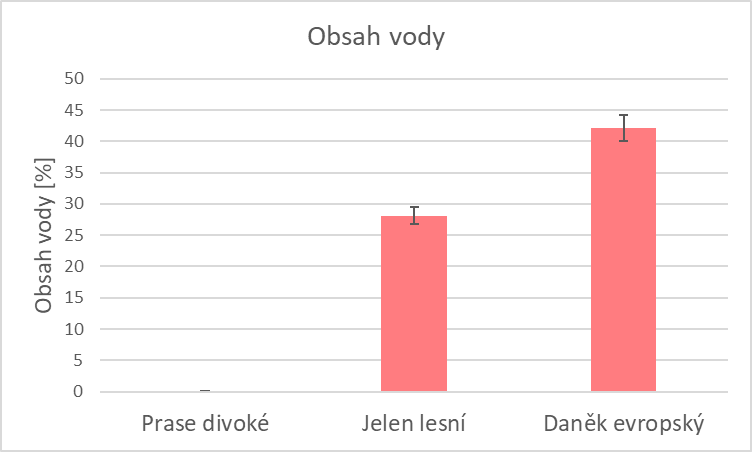 Obsah vody
Obsah vody [%]
50
45
40
35
30
25
20
15
10
5
0
Prase divoké
Jelen lesní
Daněk evropský